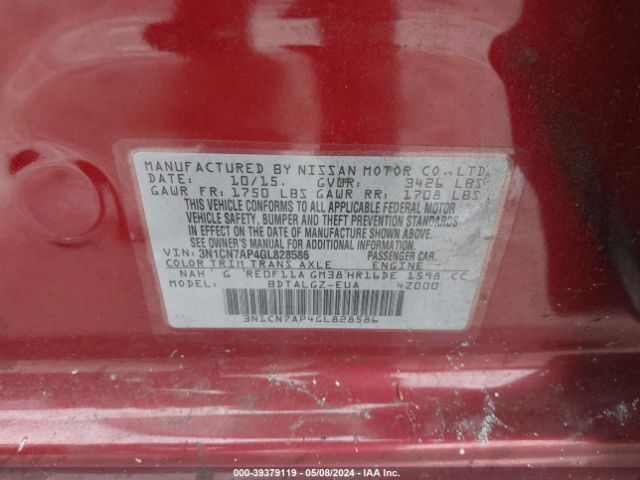 MANUFACTURED BY NISSAN MOTOR CO., LTD.
DATE: 10/15. GVWR: 3426 LBS
GAWR FR: 1750 LBS GAWR RR: 1708 LBS
THIS VEHICLE CONFORMS TO ALL APPLICABLE FEDERAL MOTOR
VEHICLE SAFETY, BUMPER AND THEFT PREVENTION STANDARDS
IN EFFECT ON THE DATE OF MANUFACTURE SHOWN ABOVE.
SEE OWNER'S MANUAL FOR ADDITIONAL INFORMATION.
VIN: 3N1CN7AP4GL828586 PASSENGER CAR.
COLOR TRIM TRANS AXLE ENGINE
NAH G RE0F11A GM38 HR16DE 1598 CC
MODEL: BDTALGZ-EUA 4Z000
3N1CN7AP4GL828586
000-39379119 - 05/08/2024 - IAA Inc.